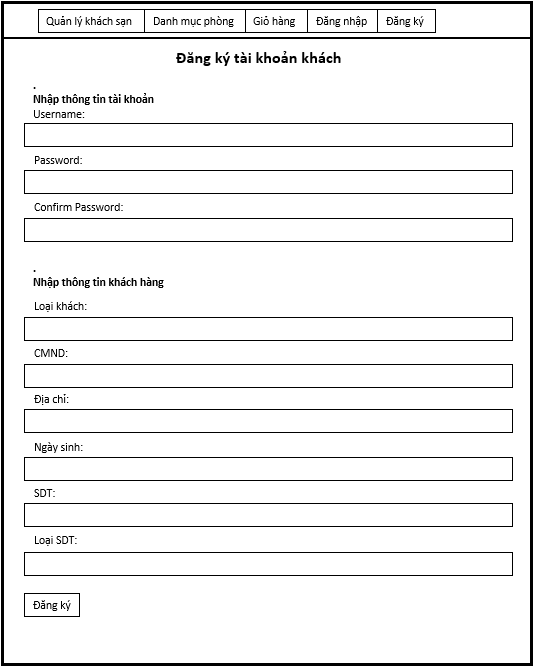 Quản lý khách sạn Danh mục phòng Giỏ hàng Đăng nhập Đăng ký
Đăng ký tài khoản khách
.
Nhập thông tin tài khoản
Username:
Password:
Confirm Password:
.
Nhập thông tin khách hàng
Loại khách:
CMND:
Địa chỉ:
Ngày sinh:
SDT:
Loại SDT:
Đăng ký